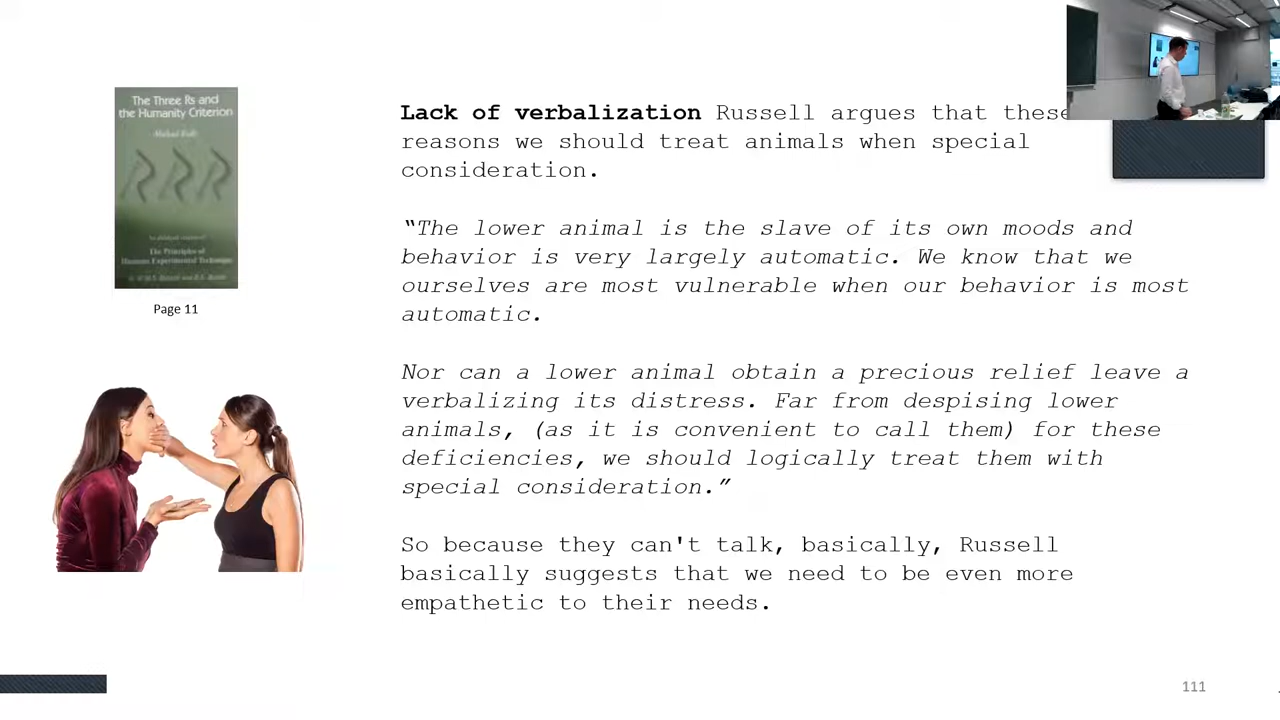 The Three Rs and
the Humanity Criterion
Page 11
Lack of verbalization Russell argues that these
reasons we should treat animals when special
consideration.
“The lower animal is the slave of its own moods and
behavior is very largely automatic. We know that we
ourselves are most vulnerable when our behavior is most
automatic.
Nor can a lower animal obtain a precious relief leave a
verbalizing its distress. Far from despising lower
animals, (as it is convenient to call them) for these
deficiencies, we should logically treat them with
special consideration.”
So because they can't talk, basically, Russell
basically suggests that we need to be even more
empathetic to their needs.
111